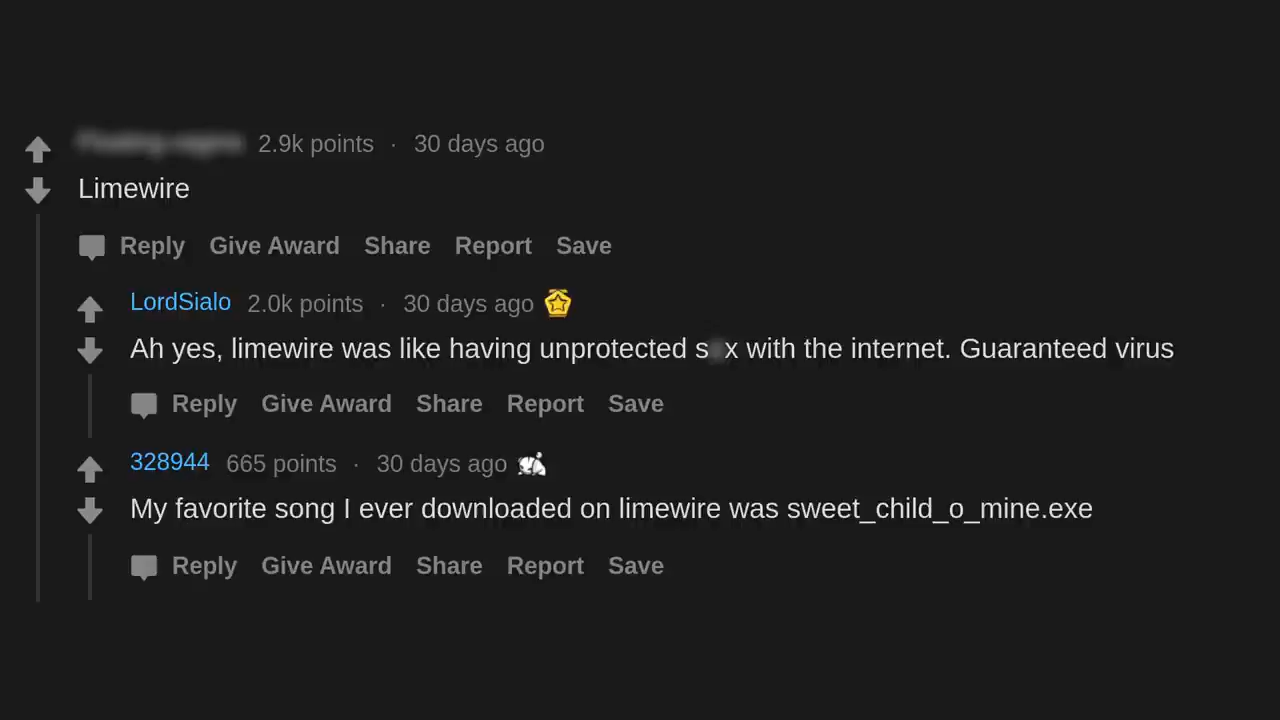 2.9k points · 30 days ago
Limewire
Reply Give Award Share Report Save
LordSialo 2.0k points · 30 days ago
Ah yes, limewire was like having unprotected s x with the internet. Guaranteed virus
Reply Give Award Share Report Save
328944 665 points · 30 days ago
My favorite song I ever downloaded on limewire was sweet_child_o_mine.exe
Reply Give Award Share Report Save